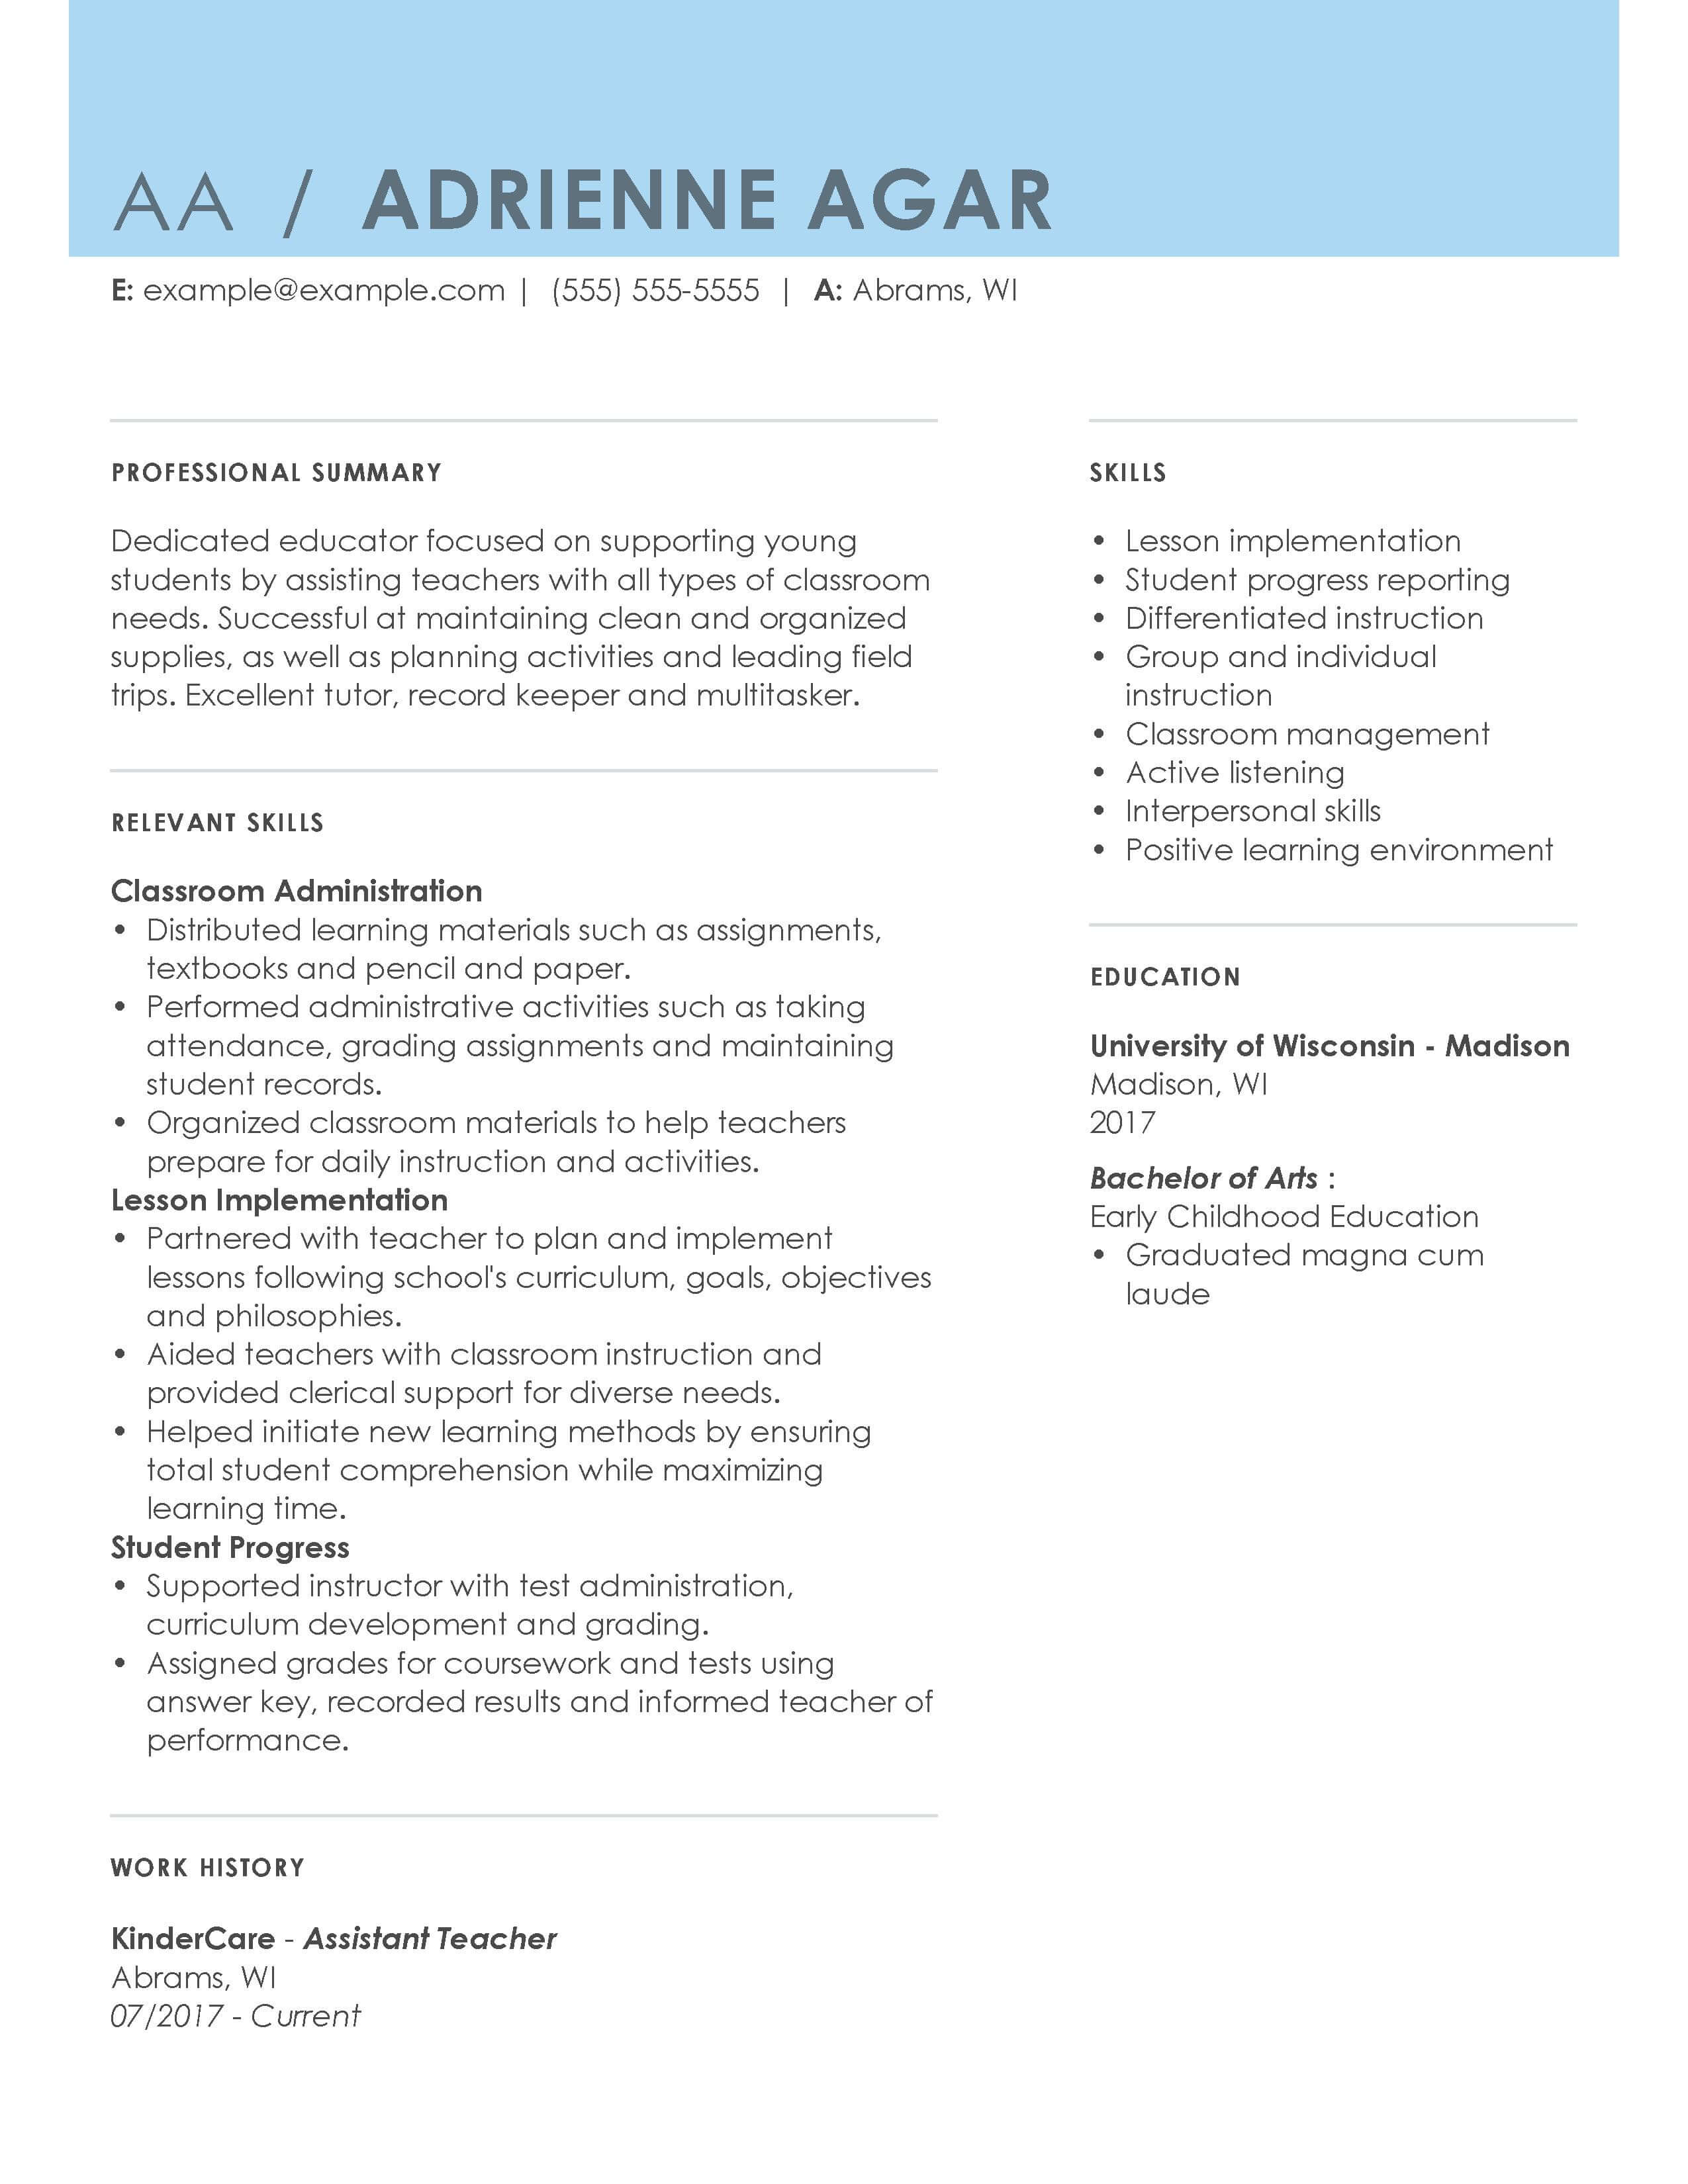 AA / ADRIENNE AGAR
E: example@example.com | (555) 555-5555 | A: Abrams, WI
PROFESSIONAL SUMMARY
Dedicated educator focused on supporting young
students by assisting teachers with all types of classroom
needs. Successful at maintaining clean and organized
supplies, as well as planning activities and leading field
trips. Excellent tutor, record keeper and multitasker.
RELEVANT SKILLS
Classroom Administration
• Distributed learning materials such as assignments,
textbooks and pencil and paper.
• Performed administrative activities such as taking
attendance, grading assignments and maintaining
student records.
• Organized classroom materials to help teachers
prepare for daily instruction and activities.
Lesson Implementation
• Partnered with teacher to plan and implement
lessons following school's curriculum, goals, objectives
and philosophies.
• Aided teachers with classroom instruction and
provided clerical support for diverse needs.
• Helped initiate new learning methods by ensuring
total student comprehension while maximizing
learning time.
Student Progress
• Supported instructor with test administration,
curriculum development and grading.
• Assigned grades for coursework and tests using
answer key, recorded results and informed teacher of
performance.
WORK HISTORY
KinderCare - Assistant Teacher
Abrams, WI
07/2017 - Current
SKILLS
• Lesson implementation
• Student progress reporting
• Differentiated instruction
• Group and individual
instruction
• Classroom management
• Active listening
• Interpersonal skills
• Positive learning environment
EDUCATION
University of Wisconsin - Madison
Madison, WI
2017
Bachelor of Arts :
Early Childhood Education
• Graduated magna cum
laude